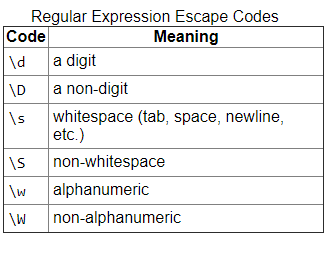 Regular Expression Escape Codes
Code Meaning
\d a digit
\D a non-digit
\s whitespace (tab, space, newline,
etc.)
\S non-whitespace
\w alphanumeric
\W non-alphanumeric